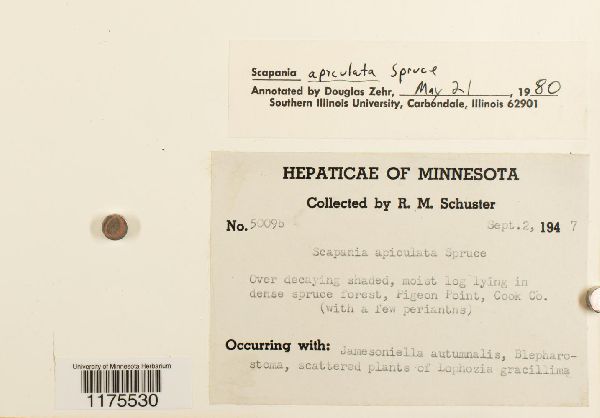 Scapania apiculata Spruce
Annotated by Douglas Zehr, May 21, 1980
Southern Illinois University, Carbondale, Illinois 62901
HEPATICAE OF MINNESOTA
Collected by R. M. Schuster
No. 5009b Sept.2, 1947
Scapania apiculata Spruce
Over decaying shaded, moist log lying in
dense spruce forest, Pigeon Point, Cook Co.
(with a few perianths)
Occurring with: Jamesoniella autumnalis, Blepharo-
stoma, scattered plants of Lophozia gracillima
University of Minnesota Herbarium
1175530